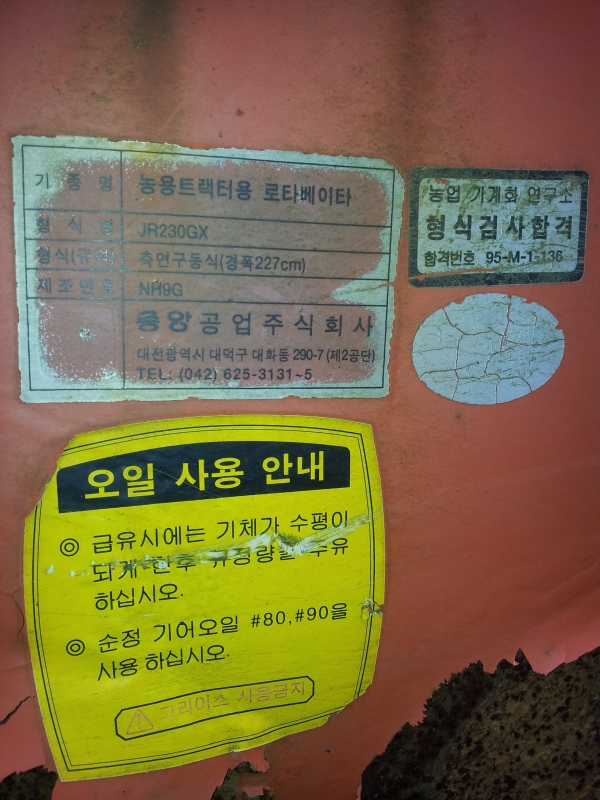 기 종 명 농용트랙터용 로타베이타
형 식 명 JR230GX
형식(규격) 측면구동식(경폭227cm)
제조번호 NH9G
중앙공업주식회사
대전광역시 대덕구 대화동 290-7 (제2공단)
TEL: (042) 625-3131~5
농업 기계화 연구소
형식검사합격
합격번호 95-M-1-136
오일 사용 안내
◎ 급유시에는 기체가 수평이
되게 한후 주유
하십시오.
◎ 순정 기어오일 #80,#90을
사용 하십시오.
그리이스 사용금지